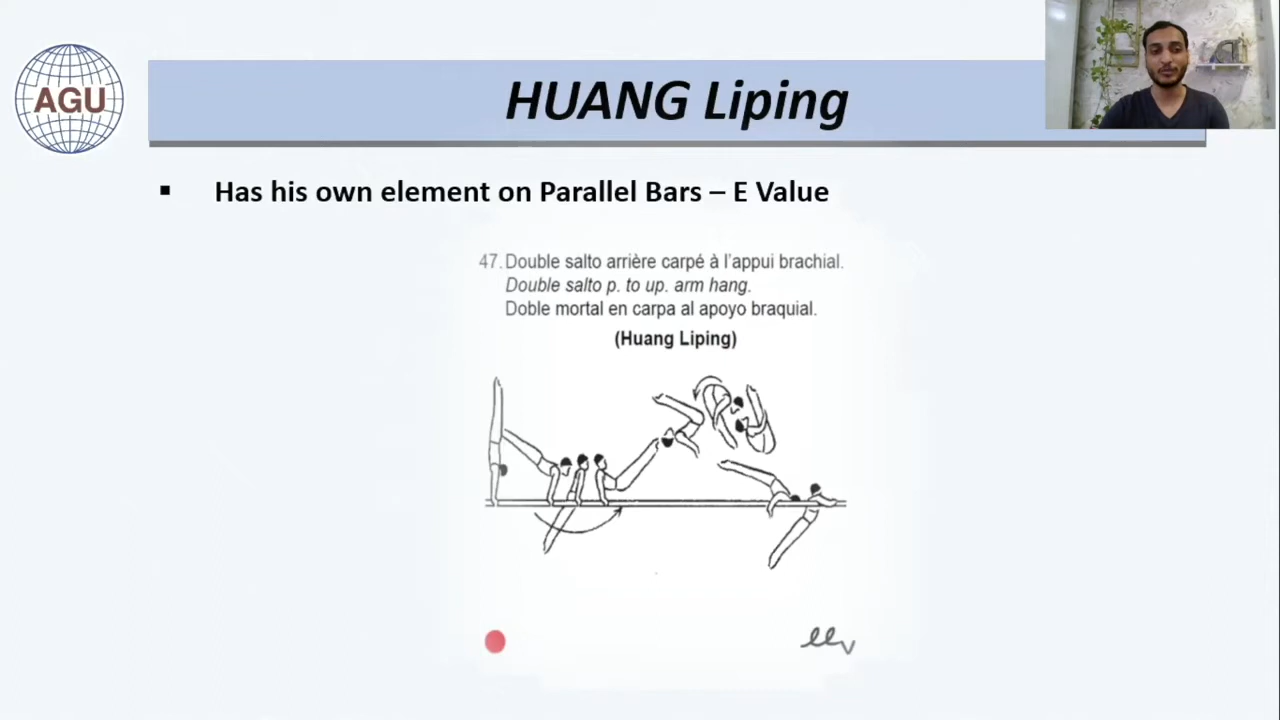 AGU
HUANG Liping
Has his own element on Parallel Bars – E Value
47. Double salto arrière carpé à l'appui brachial.
Double salto p. to up. arm hang.
Doble mortal en carpa al apoyo braquial.
(Huang Liping)